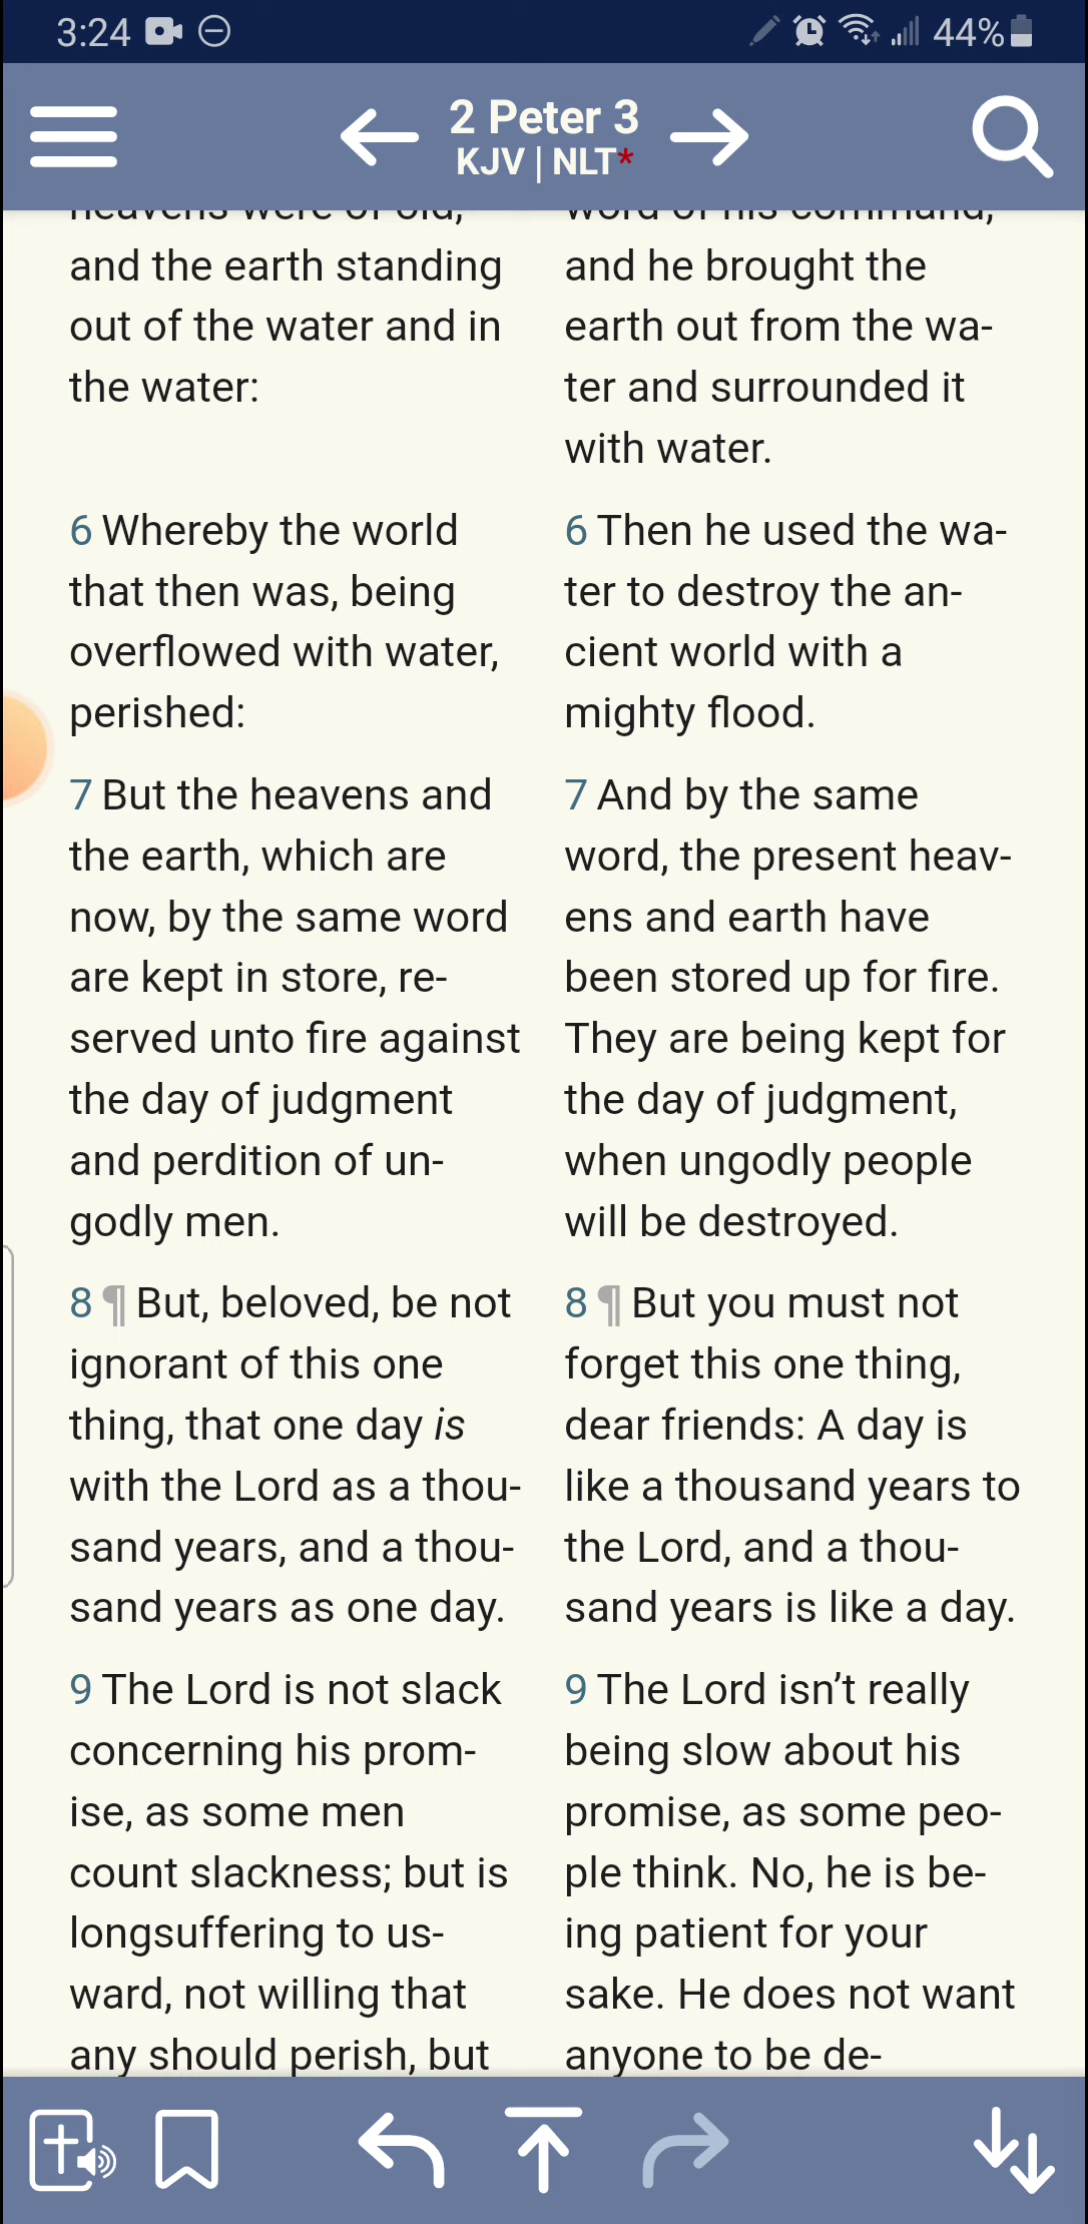 3:24
44%
2 Peter 3
KJV | NLT*
heavens were of old,
and the earth standing
out of the water and in
the water:
6 Whereby the world
that then was, being
overflowed with water,
perished:
7 But the heavens and
the earth, which are
now, by the same word
are kept in store, re-
served unto fire against
the day of judgment
and perdition of un-
godly men.
8 ¶ But, beloved, be not
ignorant of this one
thing, that one day is
with the Lord as a thou-
sand years, and a thou-
sand years as one day.
9 The Lord is not slack
concerning his prom-
ise, as some men
count slackness; but is
longsuffering to us-
ward, not willing that
any should perish, but
word of his command,
and he brought the
earth out from the wa-
ter and surrounded it
with water.
6 Then he used the wa-
ter to destroy the an-
cient world with a
mighty flood.
7 And by the same
word, the present heav-
ens and earth have
been stored up for fire.
They are being kept for
the day of judgment,
when ungodly people
will be destroyed.
8 ¶ But you must not
forget this one thing,
dear friends: A day is
like a thousand years to
the Lord, and a thou-
sand years is like a day.
9 The Lord isn’t really
being slow about his
promise, as some peo-
ple think. No, he is be-
ing patient for your
sake. He does not want
anyone to be de-